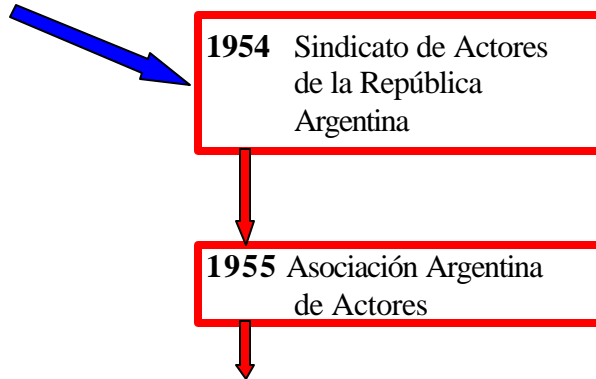 1954 Sindicato de Actores
de la República
Argentina
1955 Asociación Argentina
de Actores